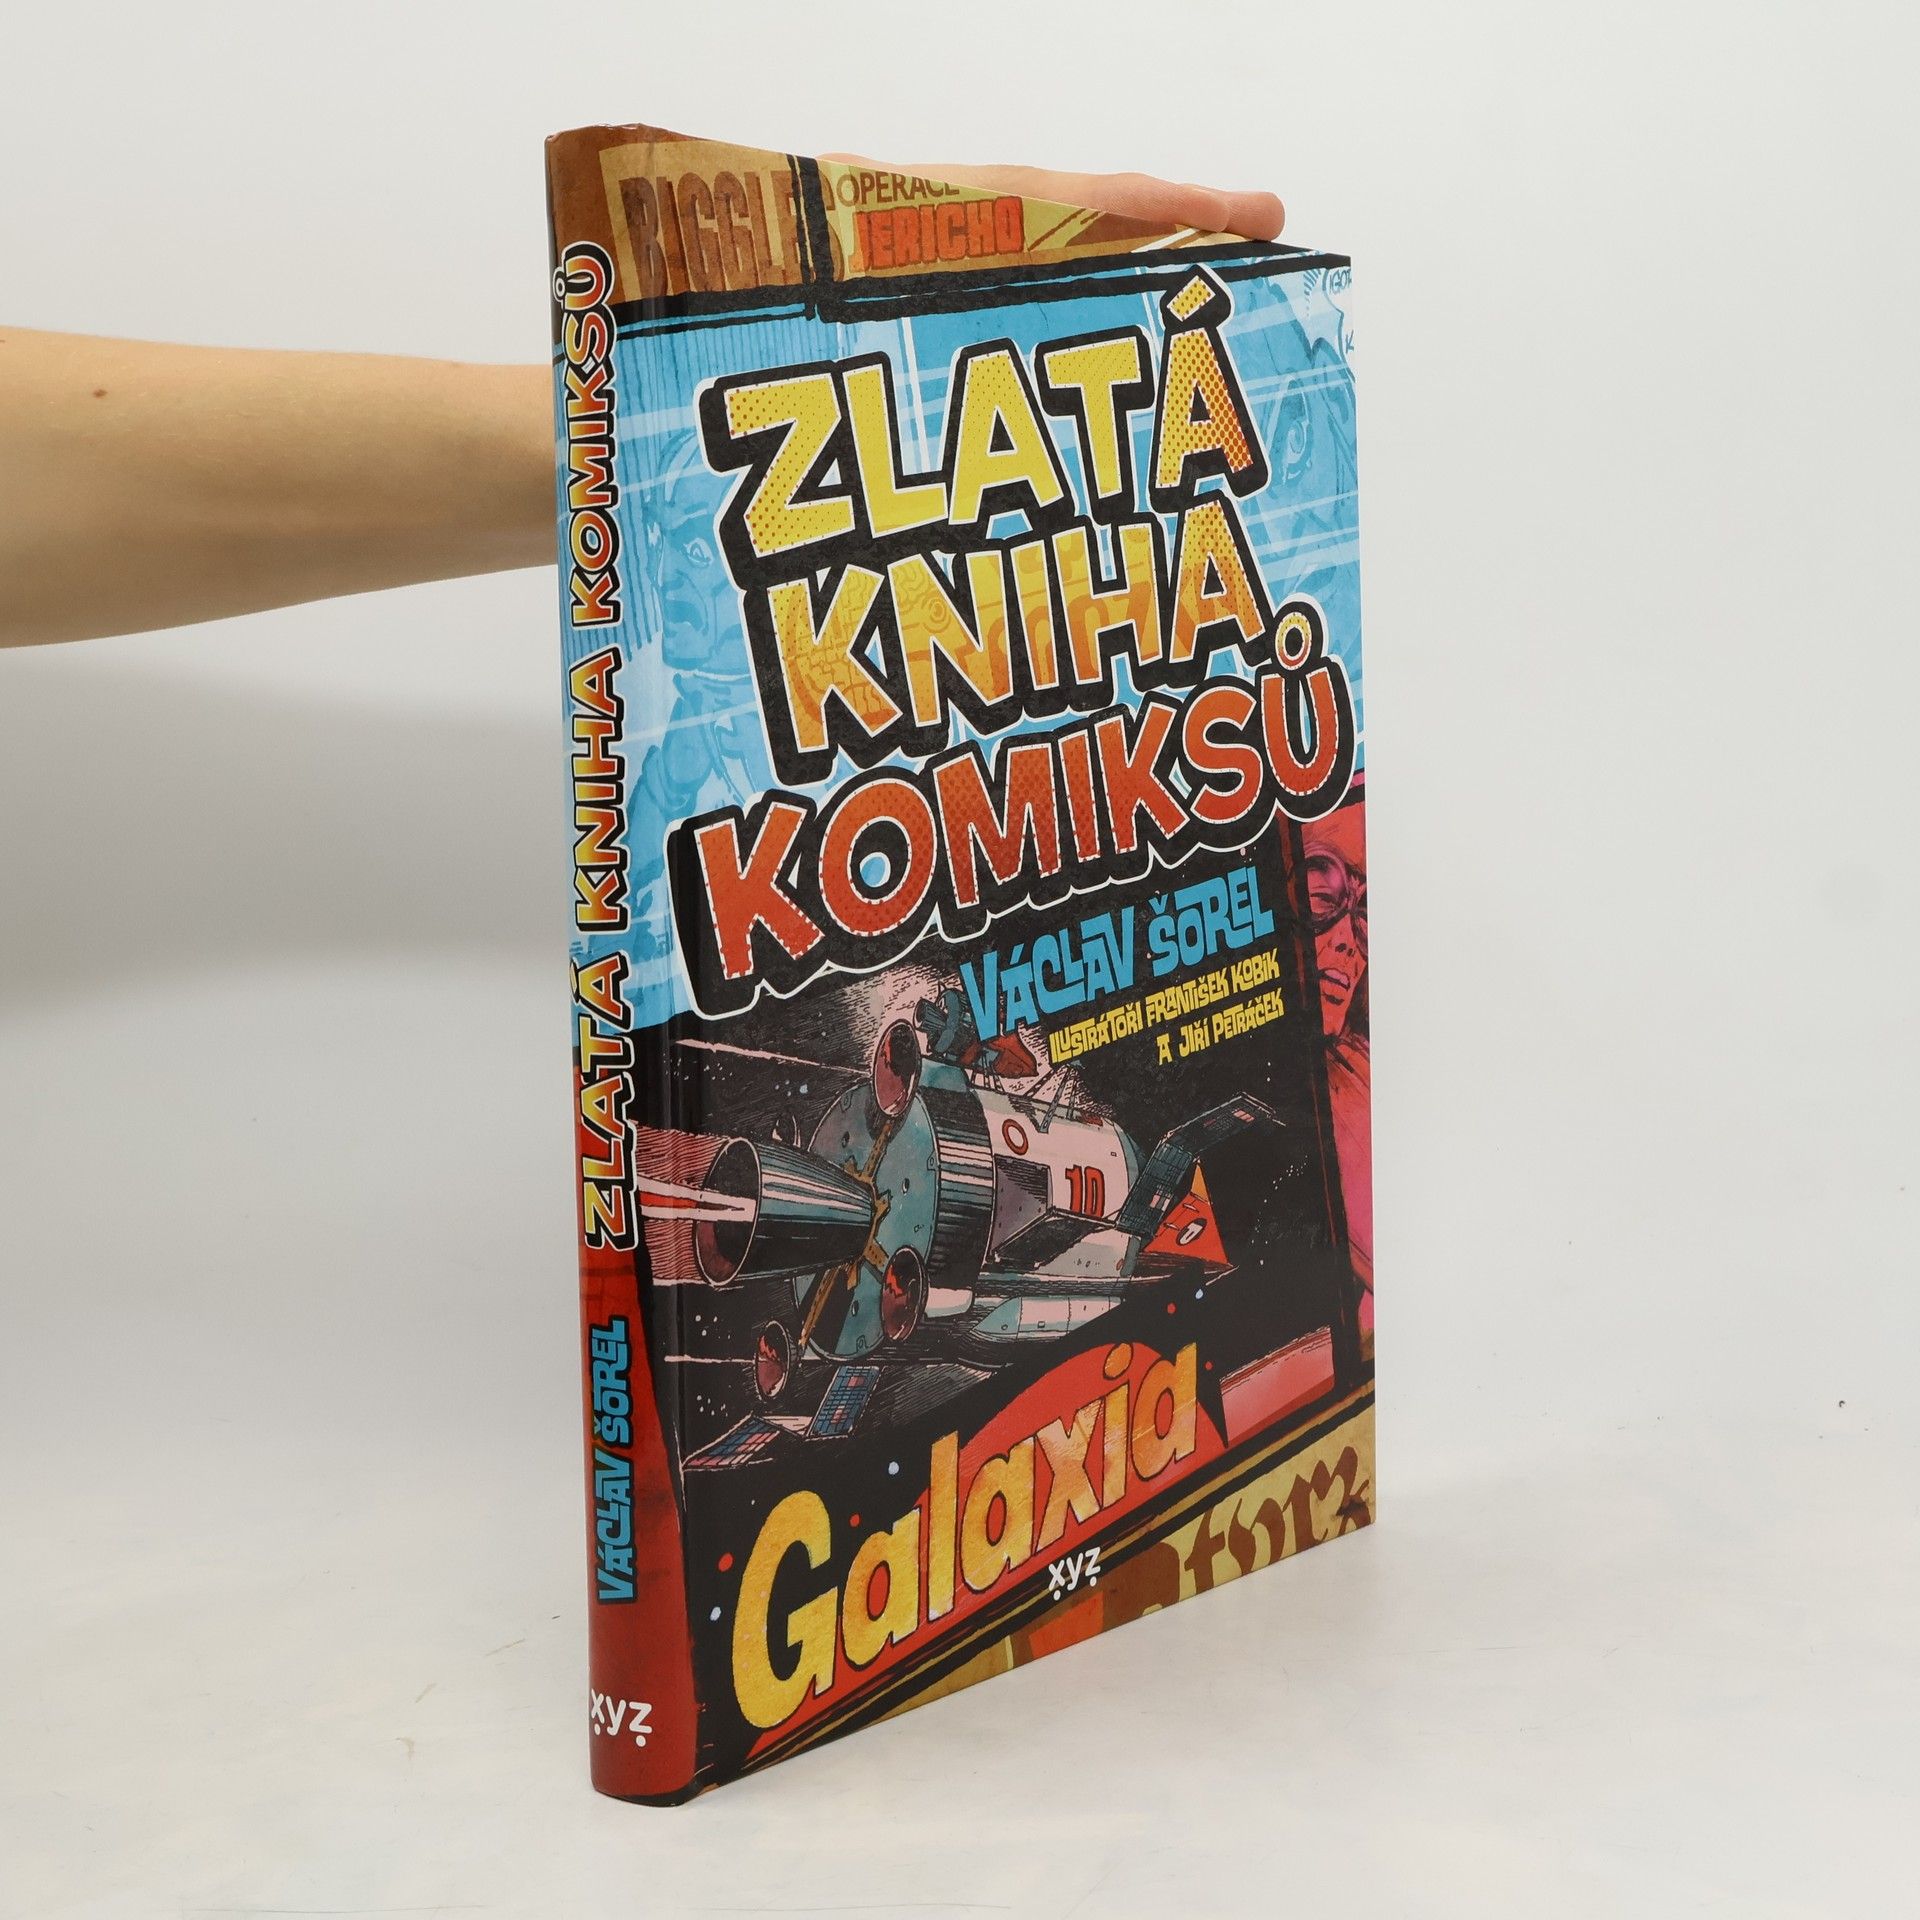 BIGGLES
OPERACE
JERICHO
ZLATÁ
KNIHA
KOMIKSŮ
VÁCLAV ŠOREL
ILUSTRÁTOŘI FRANTIŠEK KOBÍK
A JIŘÍ PETRÁČEK
10
7
Galaxia
xyz
ZLATÁ KNIHA KOMIKSŮ
VÁCLAV ŠOREL
xyz